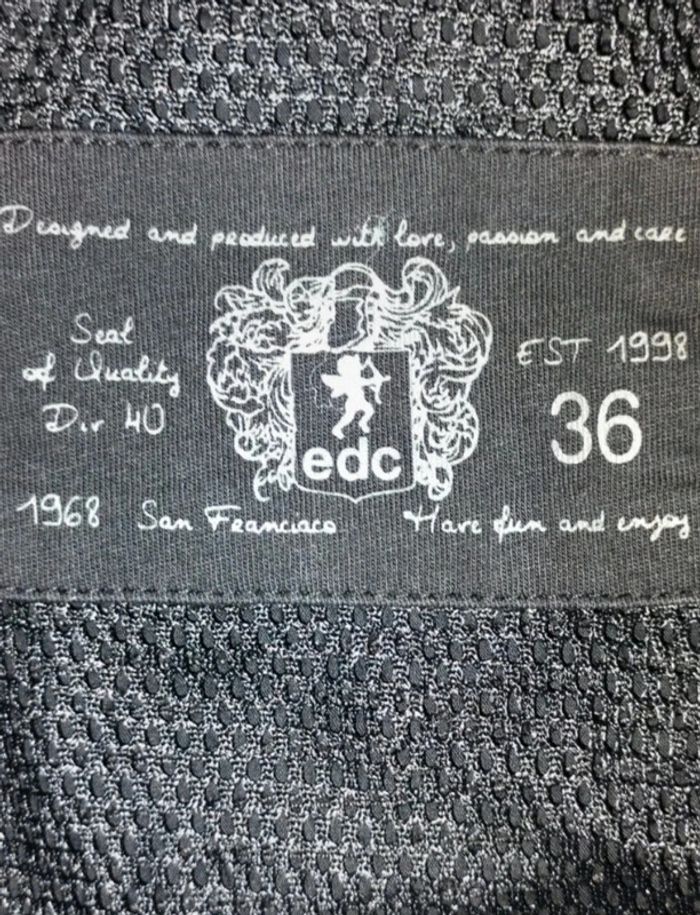 Designed and produced with love, passion and care
Seal
of Quality
Div 40
EST 1998
36
edc
1968 San Francisco
Have fun and enjoy